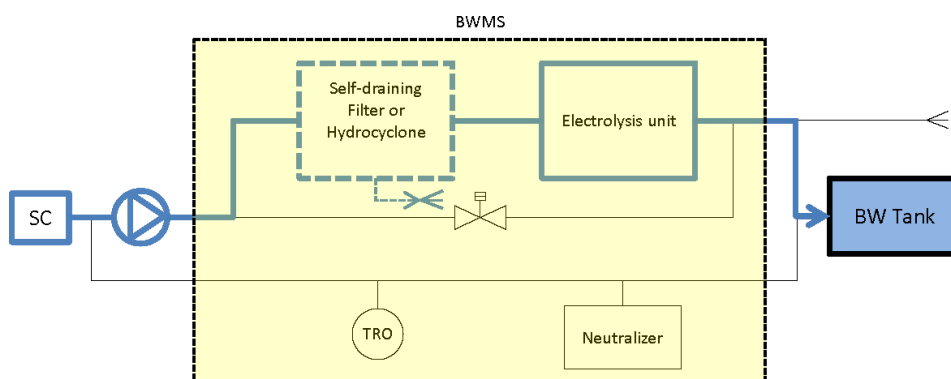 BWMS
Self-draining
Filter or
Hydrocyclone
Electrolysis unit
SC
BW Tank
TRO
Neutralizer